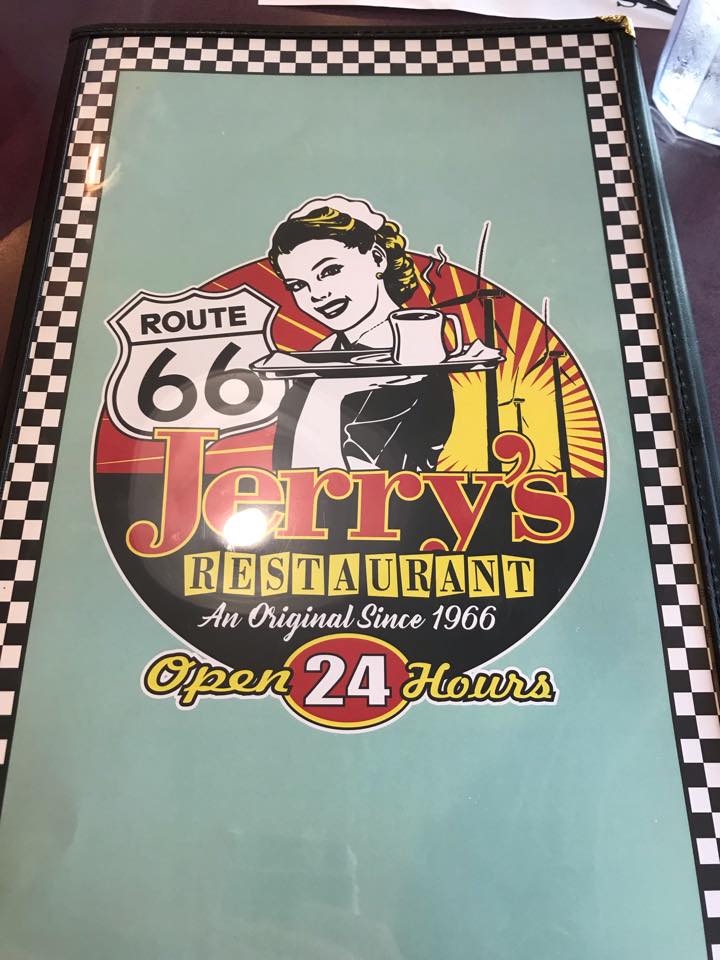 ROUTE
66
Jerry's
RESTAURANT
An Original Since 1966
Open 24 Hours